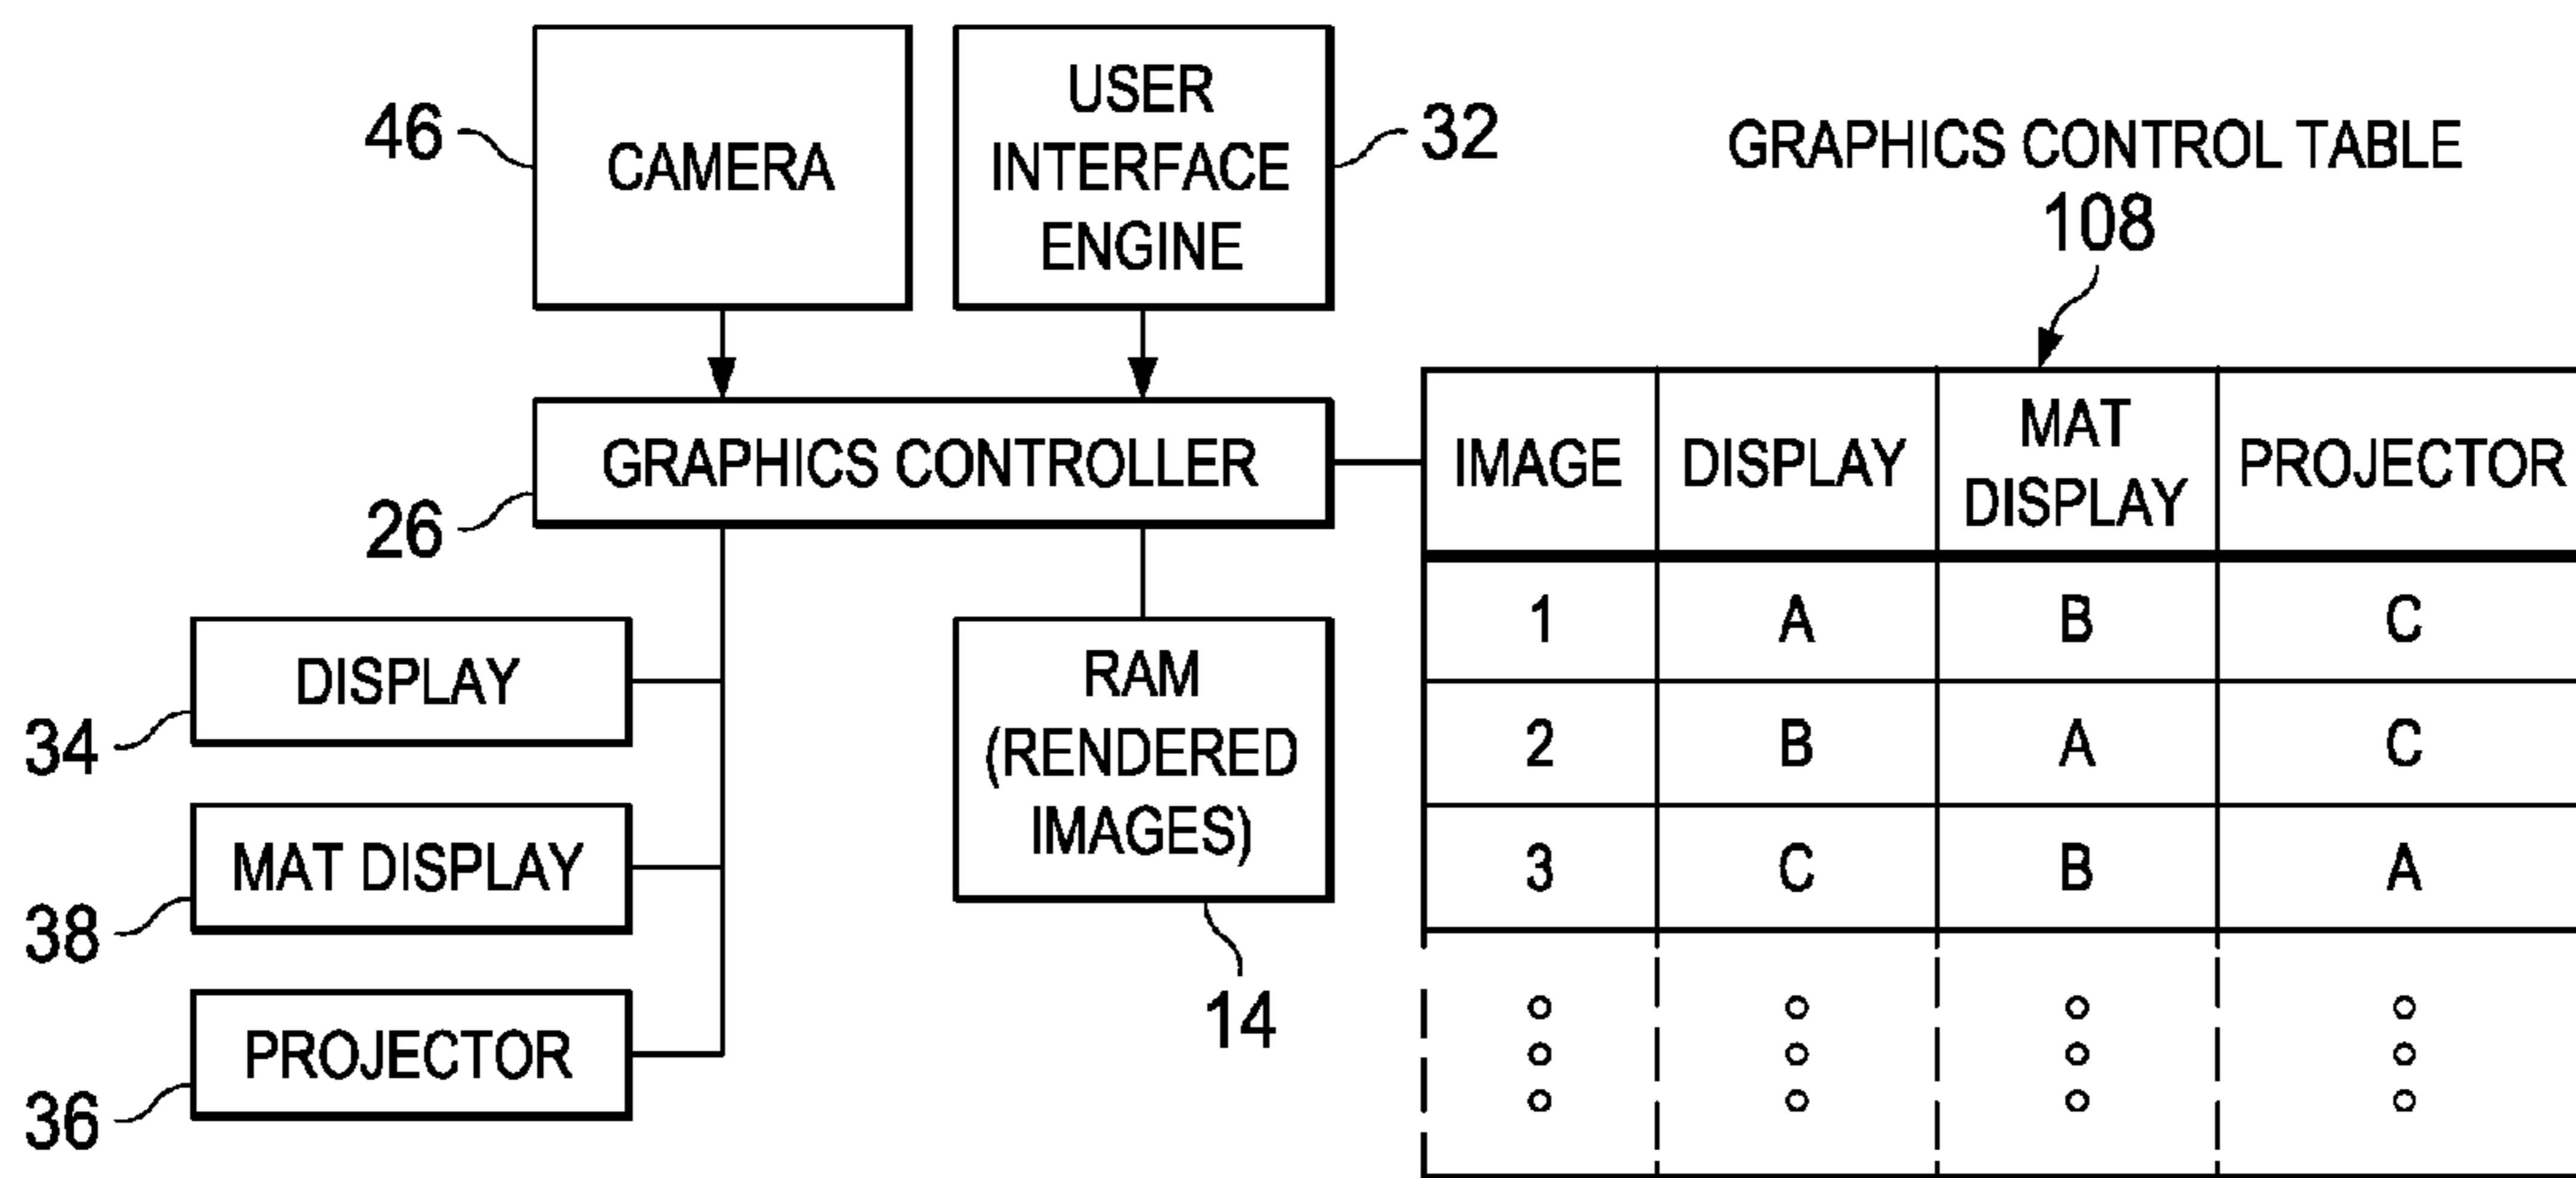 46
CAMERA
USER
INTERFACE
ENGINE
32
GRAPHICS CONTROL TABLE
108
GRAPHICS CONTROLLER
26
DISPLAY
34
MAT DISPLAY
38
PROJECTOR
36
RAM
(RENDERED
IMAGES)
14
IMAGE DISPLAY MAT DISPLAY PROJECTOR
1 A B C
2 B A C
3 C B A